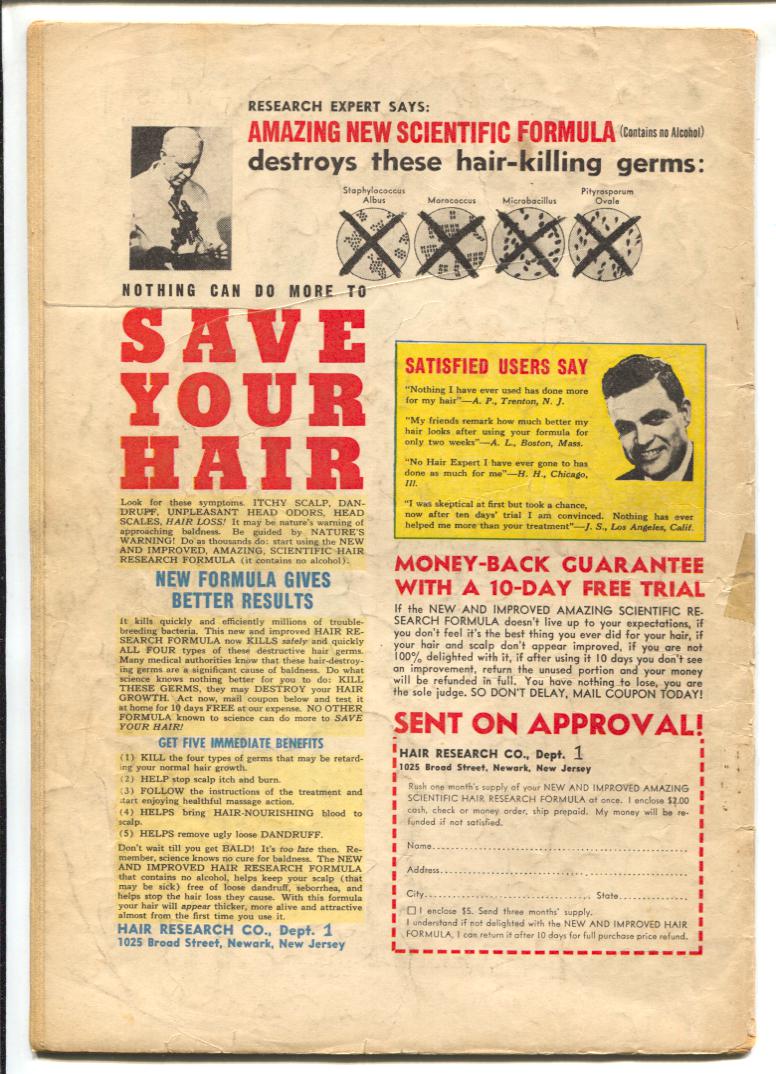 RESEARCH EXPERT SAYS:
AMAZING NEW SCIENTIFIC FORMULA (Contains no Alcohol)
destroys these hair-killing germs:
Staphylococcus
Albus
Morococcus
Microbacillus
Pityrosporum
Ovale
NOTHING CAN DO MORE TO
SAVE
YOUR
HAIR
Look for these symptoms. ITCHY SCALP, DAN-
DRUFF, UNPLEASANT HEAD ODORS, HEAD
SCALES, HAIR LOSS! It may be nature's warning of
approaching baldness. Be guided by NATURE'S
WARNING! Do as thousands do: start using the NEW
AND IMPROVED, AMAZING, SCIENTIFIC HAIR
RESEARCH FORMULA (it contains no alcohol).
NEW FORMULA GIVES
BETTER RESULTS
It kills quickly and efficiently millions of trouble-
breeding bacteria. This new and improved HAIR RE-
SEARCH FORMULA now KILLS safely and quickly
ALL FOUR types of these destructive hair germs.
Many medical authorities know that these hair-destroy-
ing germs are a significant cause of baldness. Do what
science knows nothing better for you to do: KILL
THESE GERMS, they may DESTROY your HAIR
GROWTH. Act now, mail coupon below and test it
at home for 10 days FREE at our expense. NO OTHER
FORMULA known to science can do more to SAVE
YOUR HAIR!
GET FIVE IMMEDIATE BENEFITS
(1) KILL the four types of germs that may be retard-
ing your normal hair growth.
(2) HELP stop scalp itch and burn.
(3) FOLLOW the instructions of the treatment and
start enjoying healthful massage action.
(4) HELPS bring HAIR-NOURISHING blood to
scalp.
(5) HELPS remove ugly loose DANDRUFF.
Don't wait till you get BALD! It's too late then. Re-
member, science knows no cure for baldness. The NEW
AND IMPROVED HAIR RESEARCH FORMULA
that contains no alcohol, helps keep your scalp (that
may be sick) free of loose dandruff, seborrhea, and
helps stop the hair loss they cause. With this formula
your hair will appear thicker, more alive and attractive
almost from the first time you use it.
HAIR RESEARCH CO., Dept. 1
1025 Broad Street, Newark, New Jersey
SATISFIED USERS SAY
"Nothing I have ever used has done more
for my hair"—A. P., Trenton, N. J.
"My friends remark how much better my
hair looks after using your formula for
only two weeks"—A. L., Boston, Mass.
"No Hair Expert I have ever gone to has
done as much for me"—H. H., Chicago,
Ill.
"I was skeptical at first but took a chance,
now after ten days' trial I am convinced. Nothing has ever
helped me more than your treatment"—J. S., Los Angeles, Calif.
MONEY-BACK GUARANTEE
WITH A 10-DAY FREE TRIAL
If the NEW AND IMPROVED AMAZING SCIENTIFIC RE-
SEARCH FORMULA doesn't live up to your expectations, if
you don't feel it's the best thing you ever did for your hair, if
your hair and scalp don't appear improved, if you are not
100% delighted with it, if after using it 10 days you don't see
an improvement, return the unused portion and your money
will be refunded in full. You have nothing to lose, you are
the sole judge. SO DON'T DELAY, MAIL COUPON TODAY!
SENT ON APPROVAL!
HAIR RESEARCH CO., Dept. 1
1025 Broad Street, Newark, New Jersey
Rush one month's supply of your NEW AND IMPROVED AMAZING
SCIENTIFIC HAIR RESEARCH FORMULA at once. I enclose $2.00
cash, check or money order, ship prepaid. My money will be re-
funded if not satisfied.
Name
Address
City State
I enclose $5. Send three months' supply.
I understand if not delighted with the NEW AND IMPROVED HAIR
FORMULA, I can return it after 10 days for full purchase price refund.